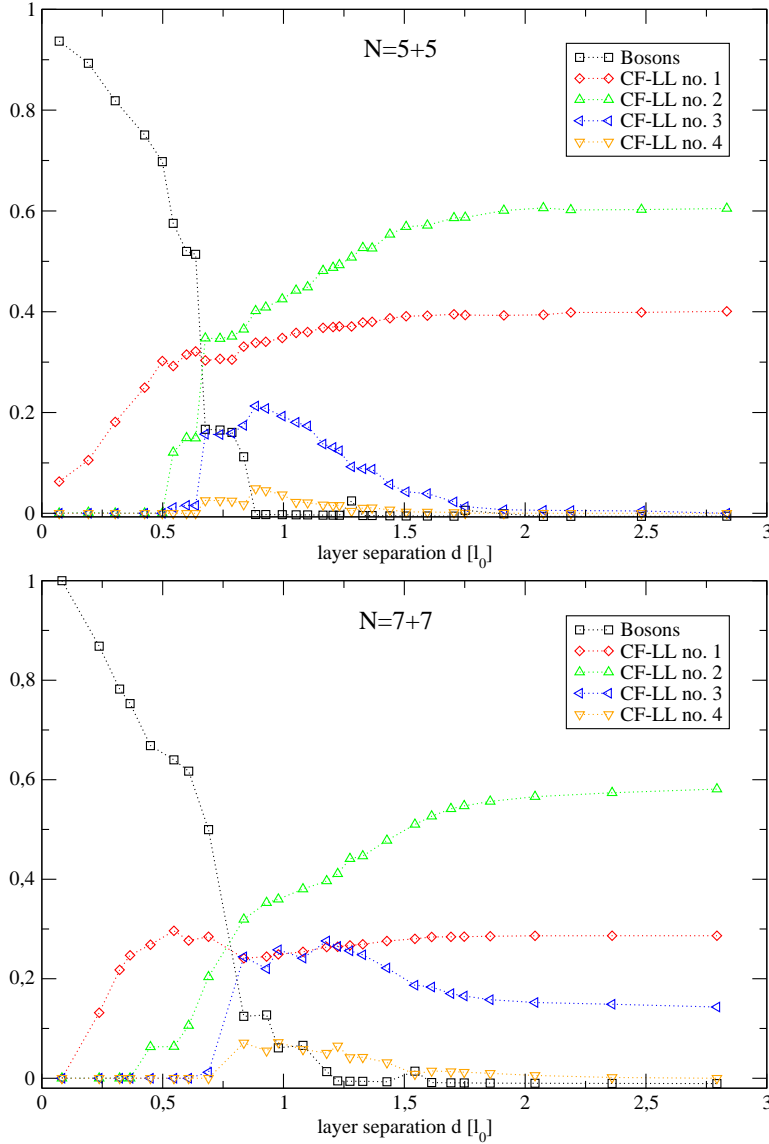 1
0.8
0.6
0.4
0.2
0
N=5+5
Bosons
CF-LL no. 1
CF-LL no. 2
CF-LL no. 3
CF-LL no. 4
0 0.5 1 1.5 2 2.5 3
layer separation d [l0]
1
0,8
0,6
0,4
0,2
0
N=7+7
Bosons
CF-LL no. 1
CF-LL no. 2
CF-LL no. 3
CF-LL no. 4
0 0,5 1 1,5 2 2,5 3
layer separation d [l0]